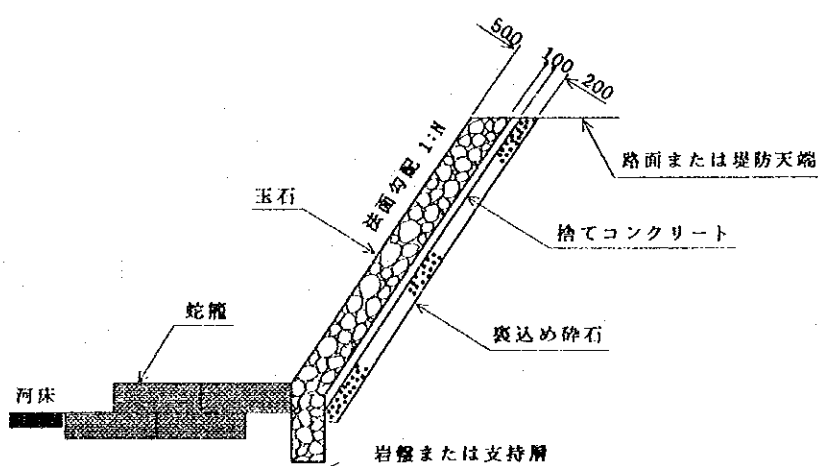 500
100
200
法面勾配 1:N
路面または堤防天端
玉石
捨てコンクリート
蛇籠
裏込め砕石
河床
岩盤または支持層